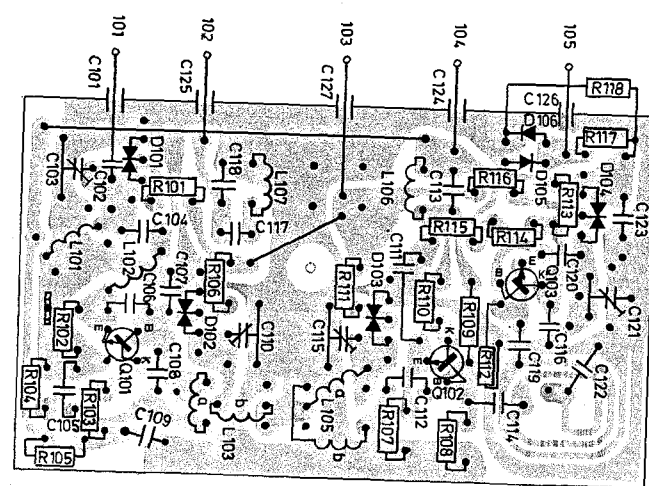 101
102
103
104
105
C101
C125
C127
C124
C126
R118
D106
R117
C103
C102
D101
R101
C118
L107
L106
C113
R116
D105
R113
D104
C123
C104
C117
R115
R114
L101
L102
C106
C107
R106
D102
C110
C111
D103
R111
C115
R110
R109
R112
Q103
B
E
K
C120
C121
C116
C119
C122
R102
E
B
K
Q101
C108
C109
R104
C105
R103
R105
a
b
L103
a
b
L105
C112
R107
K
E
B
Q102
R108
C114